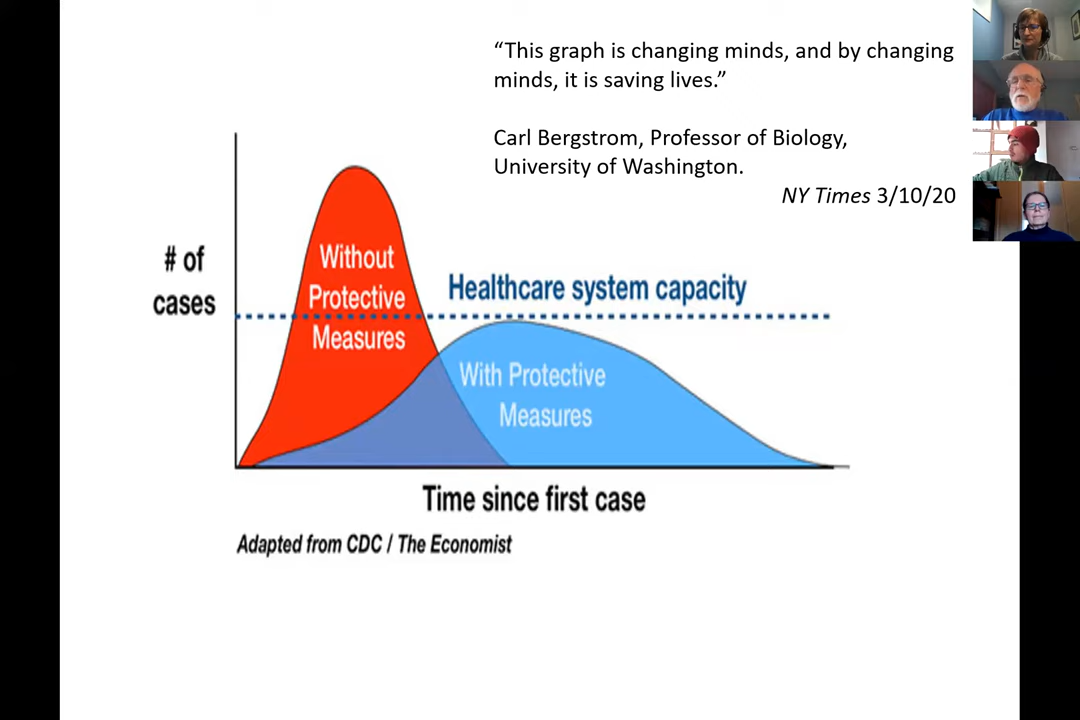 “This graph is changing minds, and by changing
minds, it is saving lives.”
Carl Bergstrom, Professor of Biology,
University of Washington.
NY Times 3/10/20
# of
cases
Without
Protective
Measures
Healthcare system capacity
With Protective
Measures
Time since first case
Adapted from CDC / The Economist